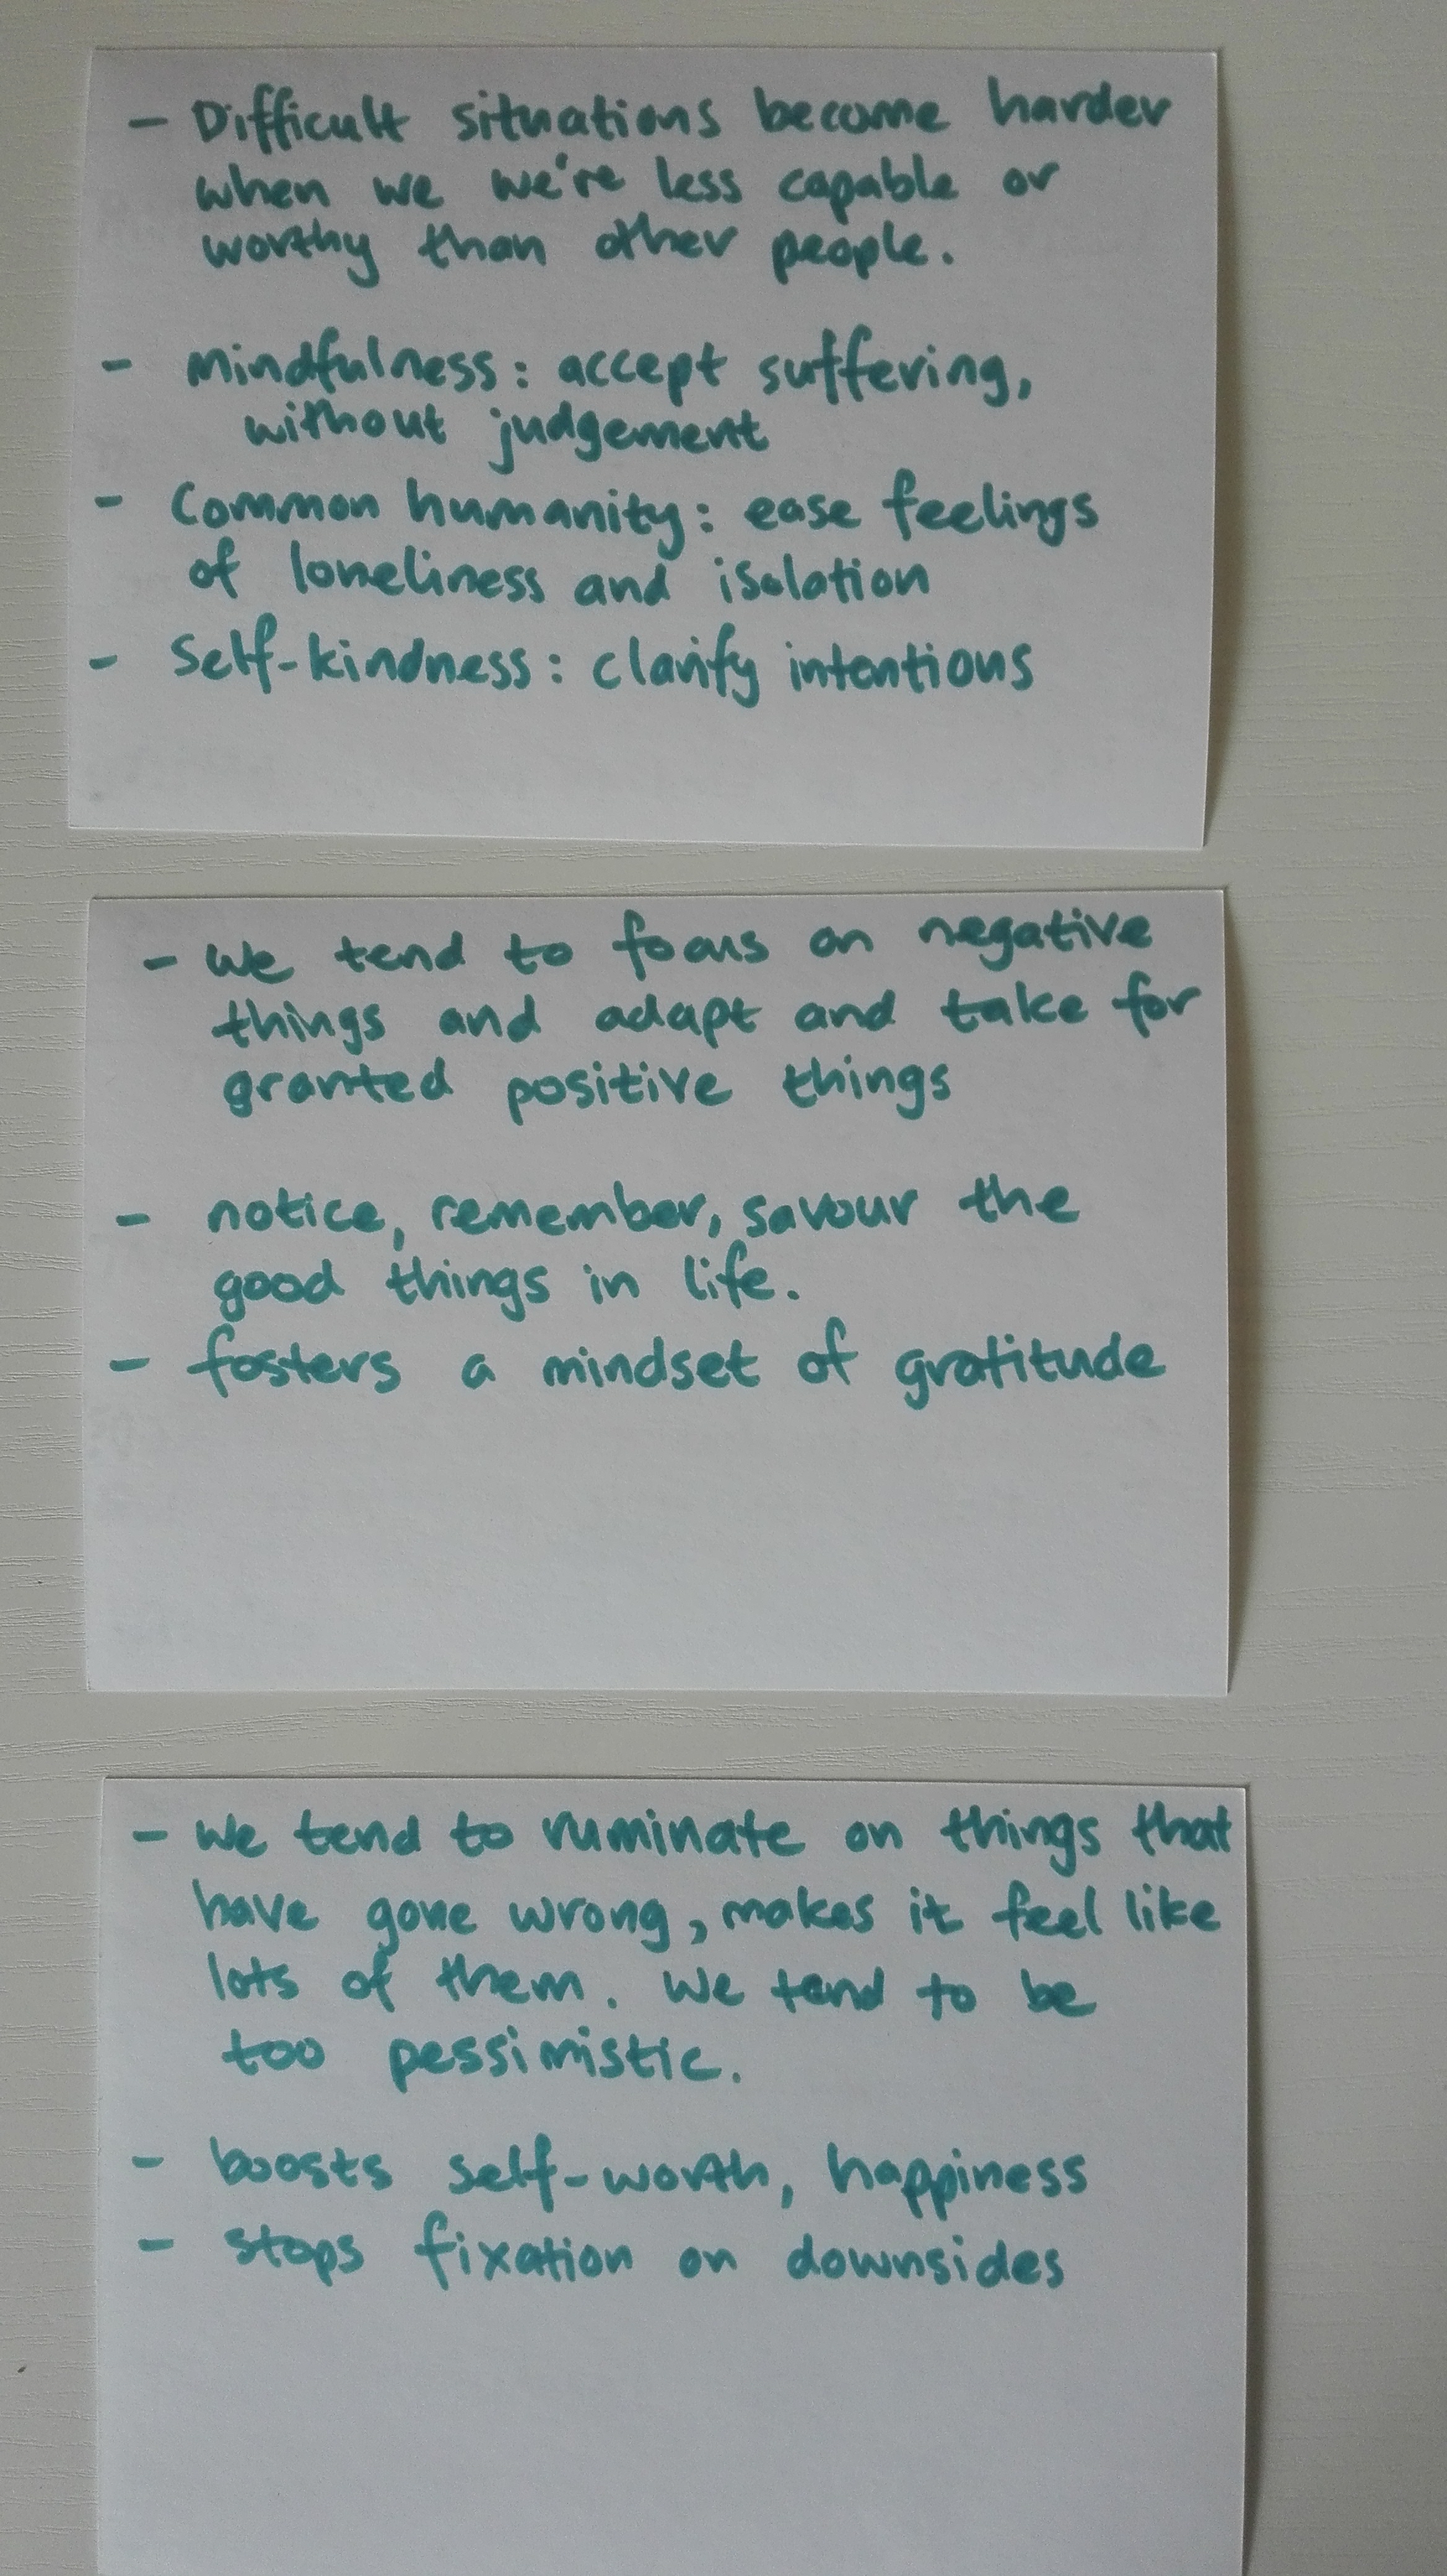 - Difficult situations become harder
when we we're less capable or
worthy than other people.
- Mindfulness: accept suffering,
without judgement
- Common humanity: ease feelings
of loneliness and isolation
- Self-kindness: clarify intentions
- We tend to focus on negative
things and adapt and take for
granted positive things
- notice, remember, savour the
good things in life.
- fosters a mindset of gratitude
- We tend to ruminate on things that
have gone wrong, makes it feel like
lots of them. We tend to be
too pessimistic.
- boosts self-worth, happiness
- stops fixation on downsides